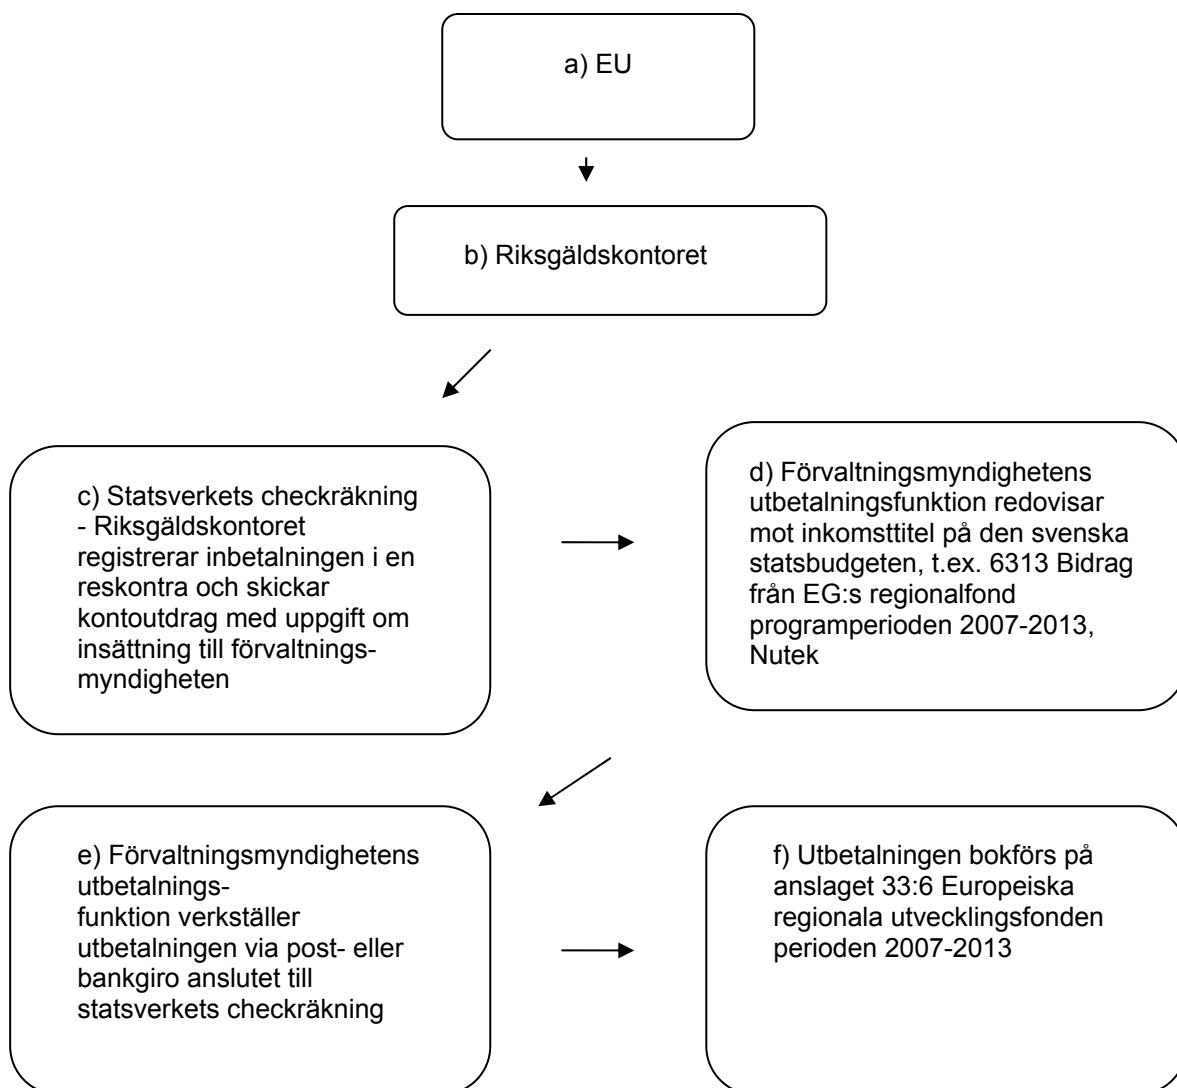 a) EU
b) Riksgäldskontoret
c) Statsverkets checkräkning
- Riksgäldskontoret
registrerar inbetalningen i en
reskontra och skickar
kontoutdrag med uppgift om
insättning till förvaltnings-
myndigheten
d) Förvaltningsmyndighetens
utbetalningsfunktion redovisar
mot inkomsttitel på den svenska
statsbudgeten, t.ex. 6313 Bidrag
från EG:s regionalfond
programperioden 2007-2013,
Nutek
e) Förvaltningsmyndighetens
utbetalnings-
funktion verkställer
utbetalningen via post- eller
bankgiro anslutet till
statsverkets checkräkning
f) Utbetalningen bokförs på
anslaget 33:6 Europeiska
regionala utvecklingsfonden
perioden 2007-2013